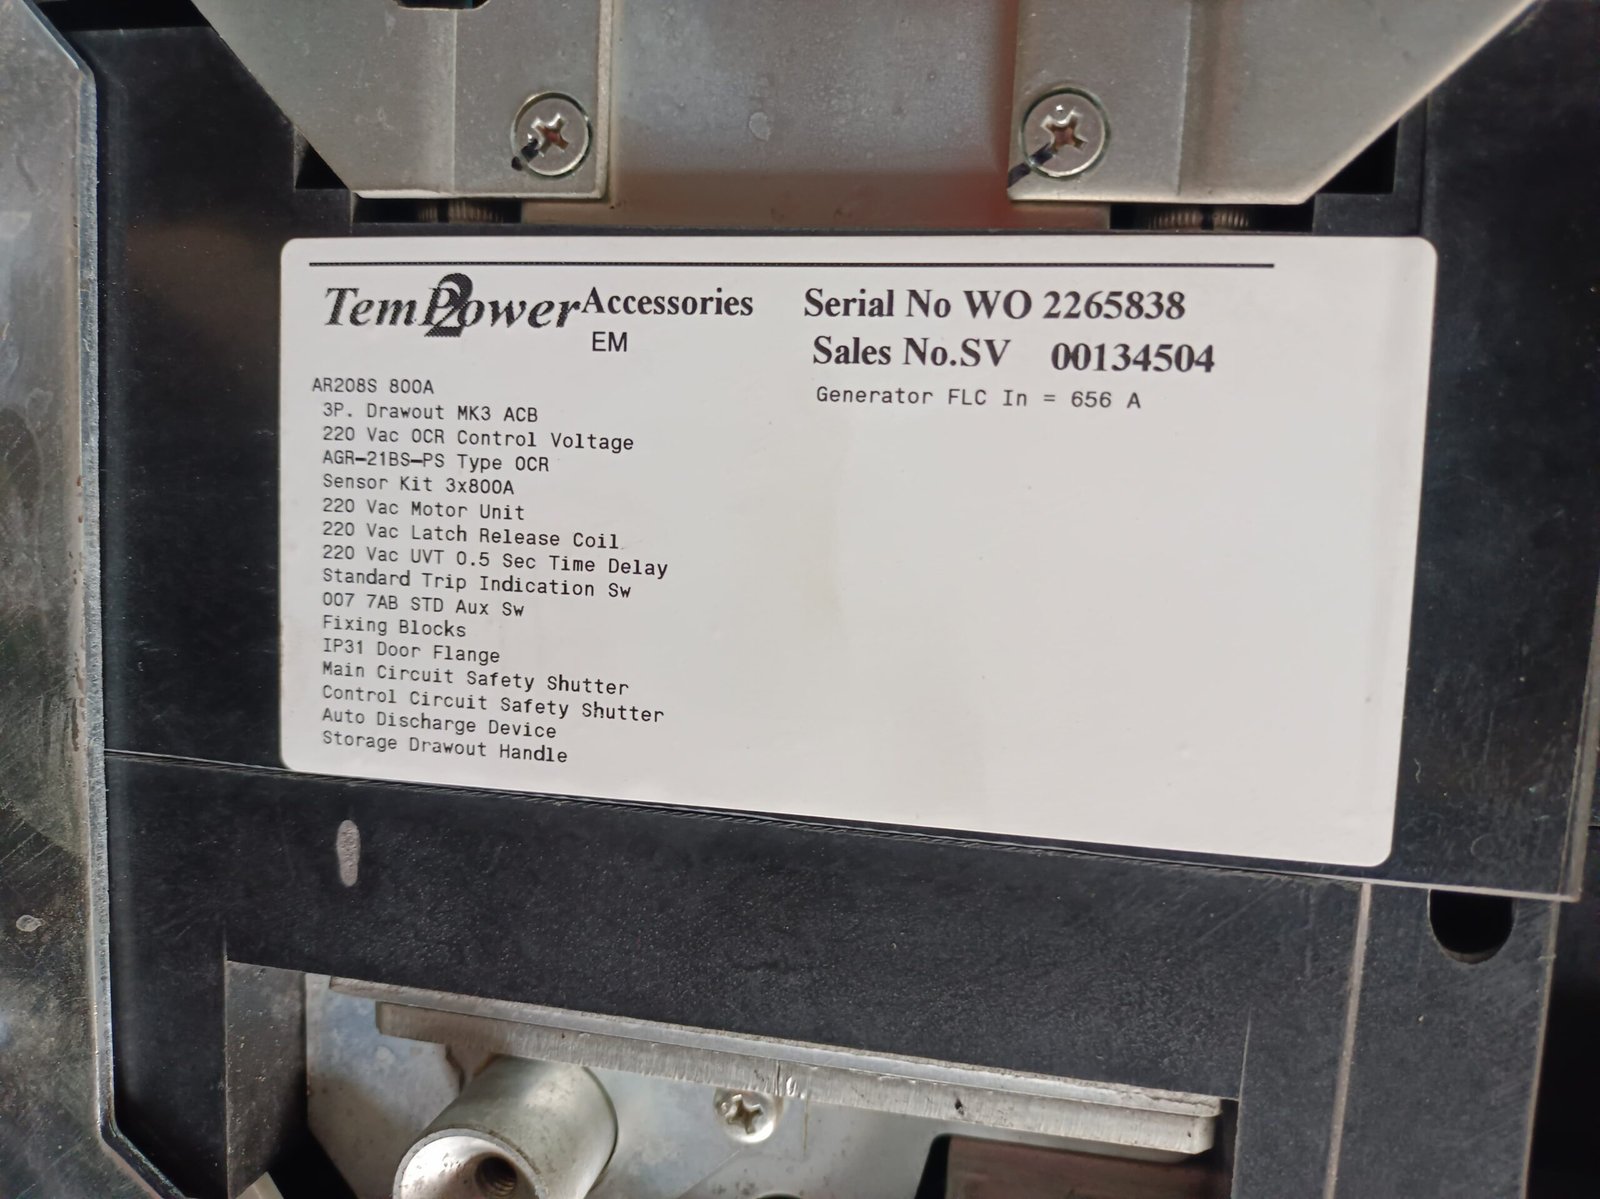 TemPower2 Accessories
EM
Serial No WO 2265838
Sales No.SV 00134504
Generator FLC In = 656 A
AR208S 800A
3P. Drawout MK3 ACB
220 Vac OCR Control Voltage
AGR-21BS-PS Type OCR
Sensor Kit 3x800A
220 Vac Motor Unit
220 Vac Latch Release Coil
220 Vac UVT 0.5 Sec Time Delay
Standard Trip Indication Sw
007 7AB STD Aux Sw
Fixing Blocks
IP31 Door Flange
Main Circuit Safety Shutter
Control Circuit Safety Shutter
Auto Discharge Device
Storage Drawout Handle